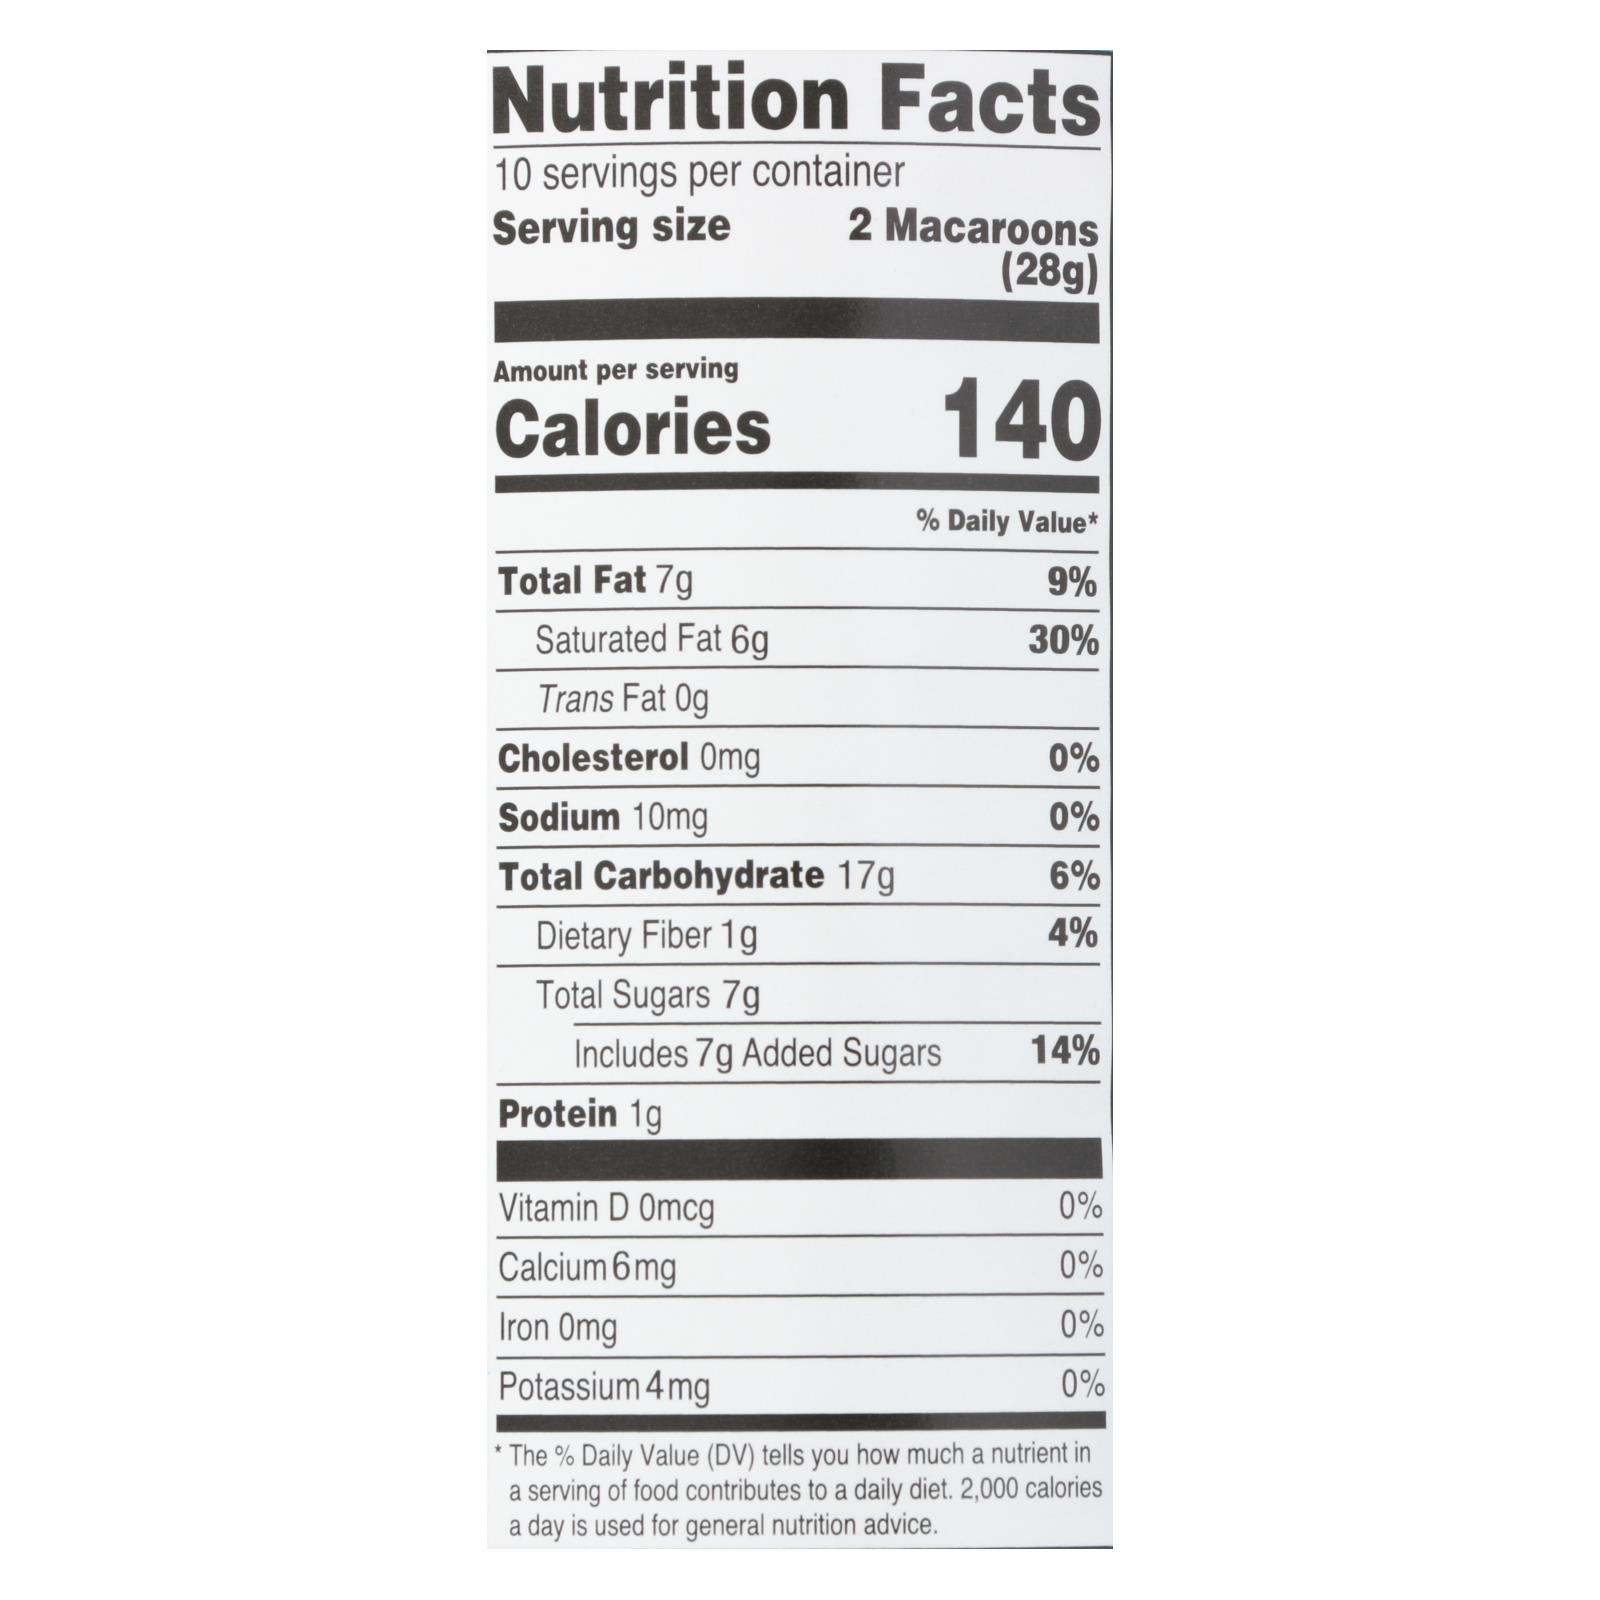 Nutrition Facts
10 servings per container
Serving size 2 Macaroons
(28g)
Amount per serving
Calories 140
% Daily Value*
Total Fat 7g 9%
Saturated Fat 6g 30%
Trans Fat 0g
Cholesterol 0mg 0%
Sodium 10mg 0%
Total Carbohydrate 17g 6%
Dietary Fiber 1g 4%
Total Sugars 7g
Includes 7g Added Sugars 14%
Protein 1g
Vitamin D 0mcg 0%
Calcium 6mg 0%
Iron 0mg 0%
Potassium 4mg 0%
* The % Daily Value (DV) tells you how much a nutrient in
a serving of food contributes to a daily diet. 2,000 calories
a day is used for general nutrition advice.